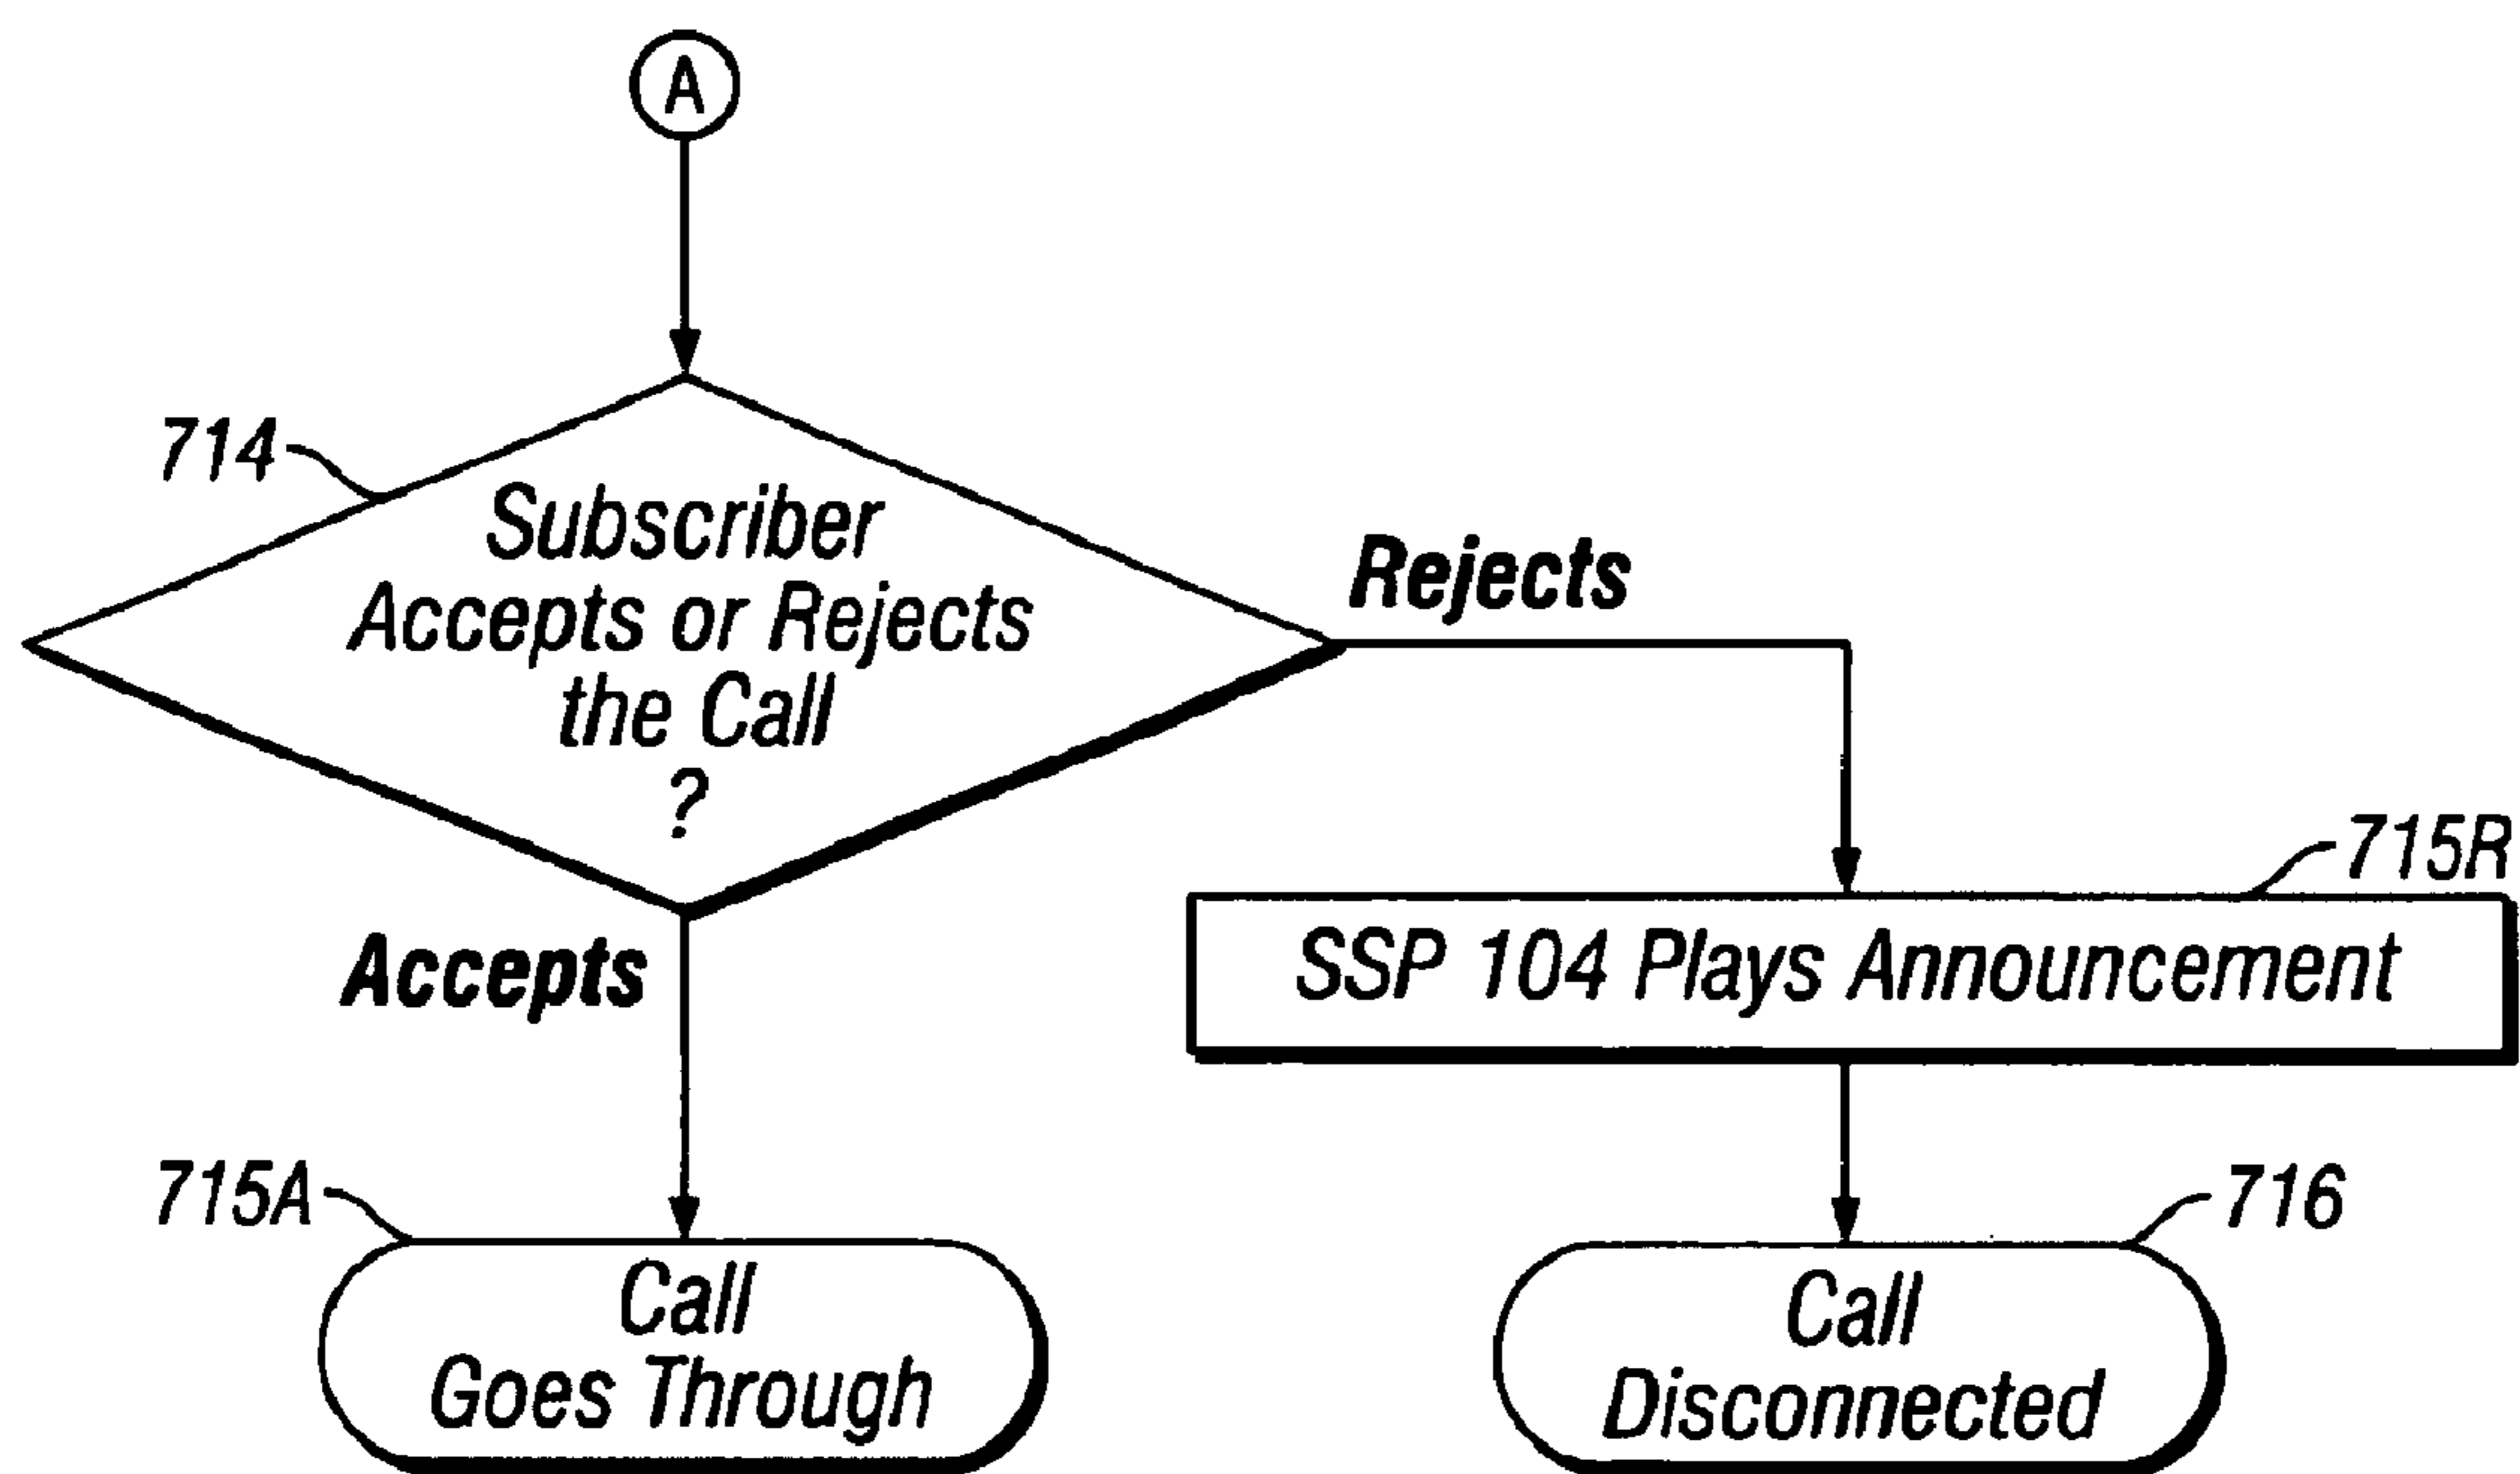 A
714
Subscriber
Accepts or Rejects
the Call
?
Rejects
Accepts
715R
SSP 104 Plays Announcement
715A
Call
Goes Through
716
Call
Disconnected